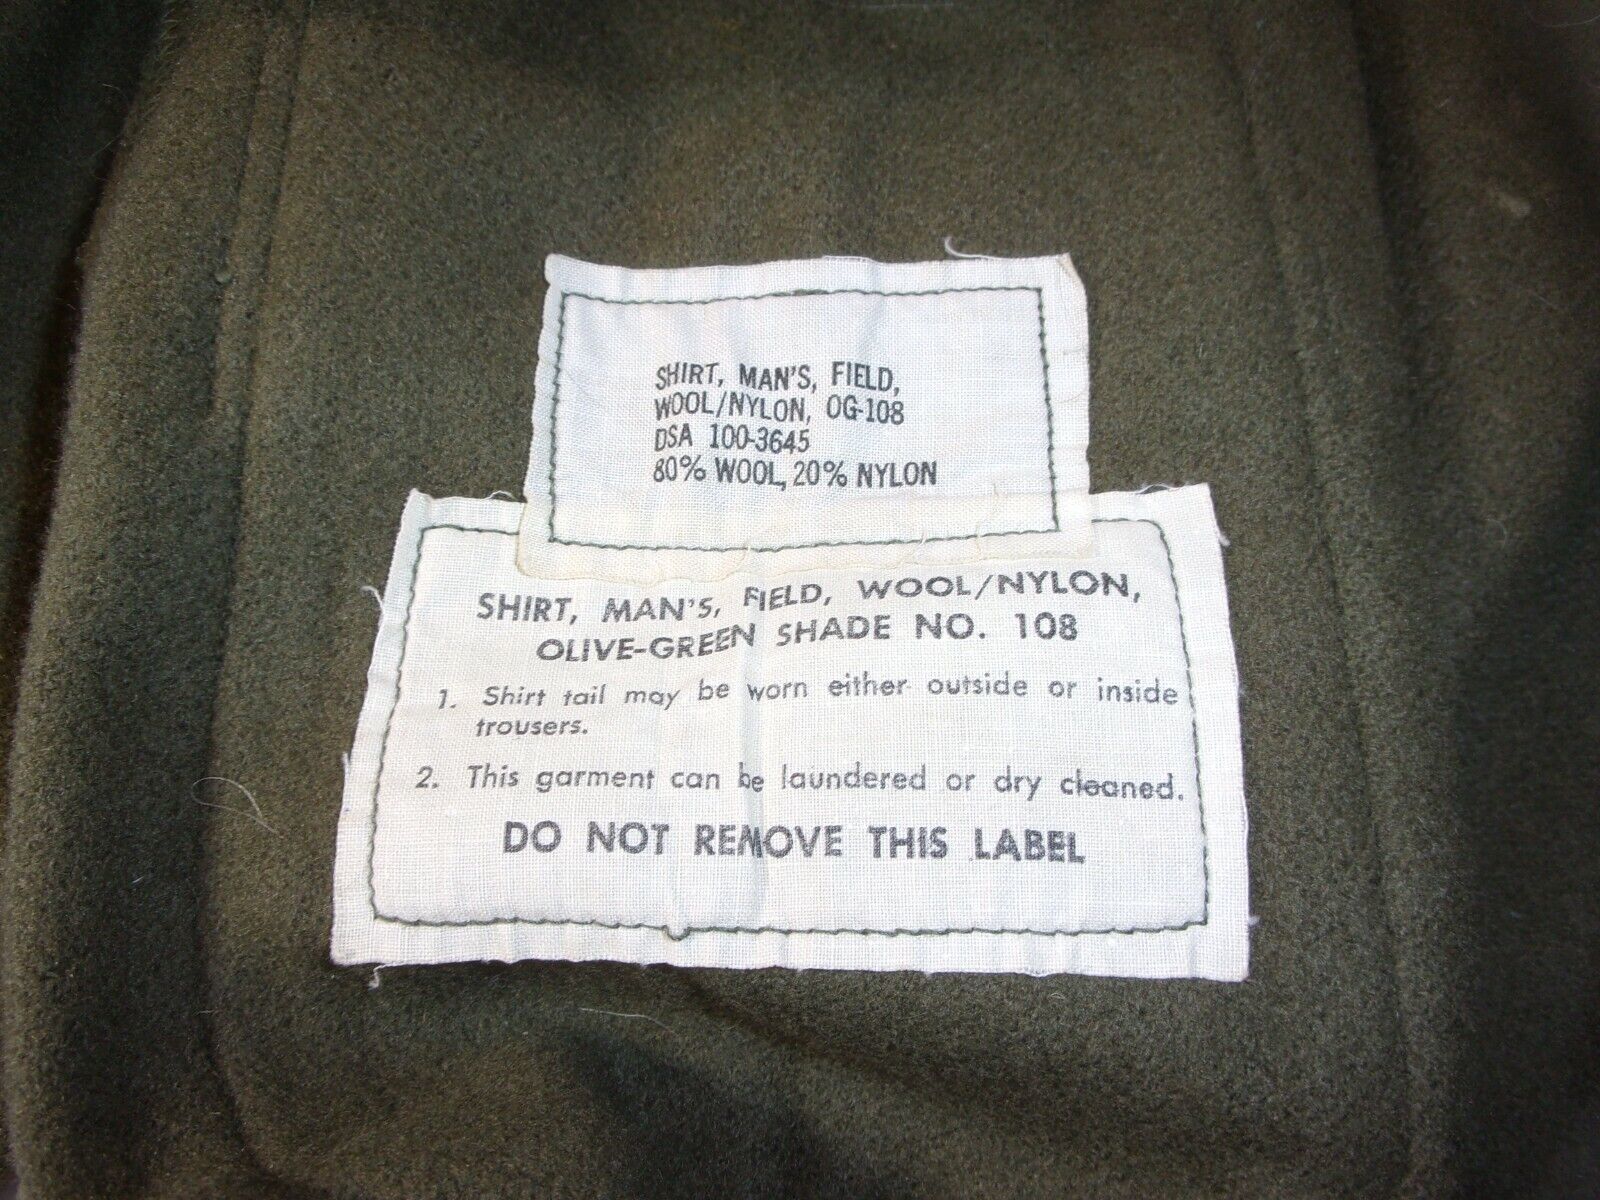 SHIRT, MAN'S, FIELD,
WOOL/NYLON, OG-108
DSA 100-3645
80% WOOL, 20% NYLON
SHIRT, MAN'S, FIELD, WOOL/NYLON,
OLIVE-GREEN SHADE NO. 108
1. Shirt tail may be worn either outside or inside
trousers.
2. This garment can be laundered or dry cleaned.
DO NOT REMOVE THIS LABEL